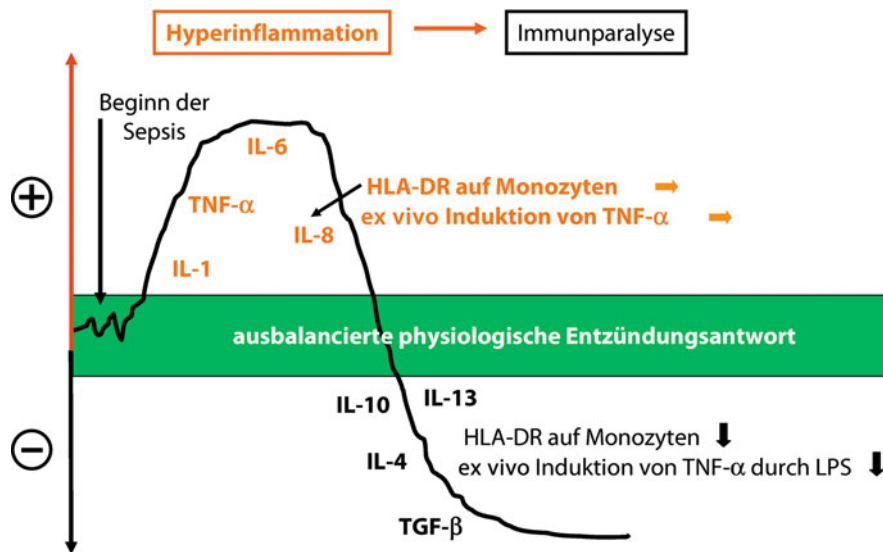 Hyperinflammation
Immunparalyse
Beginn der
Sepsis
IL-6
TNF-α
IL-8
IL-1
HLA-DR auf Monozyten
ex vivo Induktion von TNF-α
ausbalancierte physiologische Entzündungsantwort
IL-10
IL-13
IL-4
TGF-β
HLA-DR auf Monozyten
ex vivo Induktion von TNF-α durch LPS